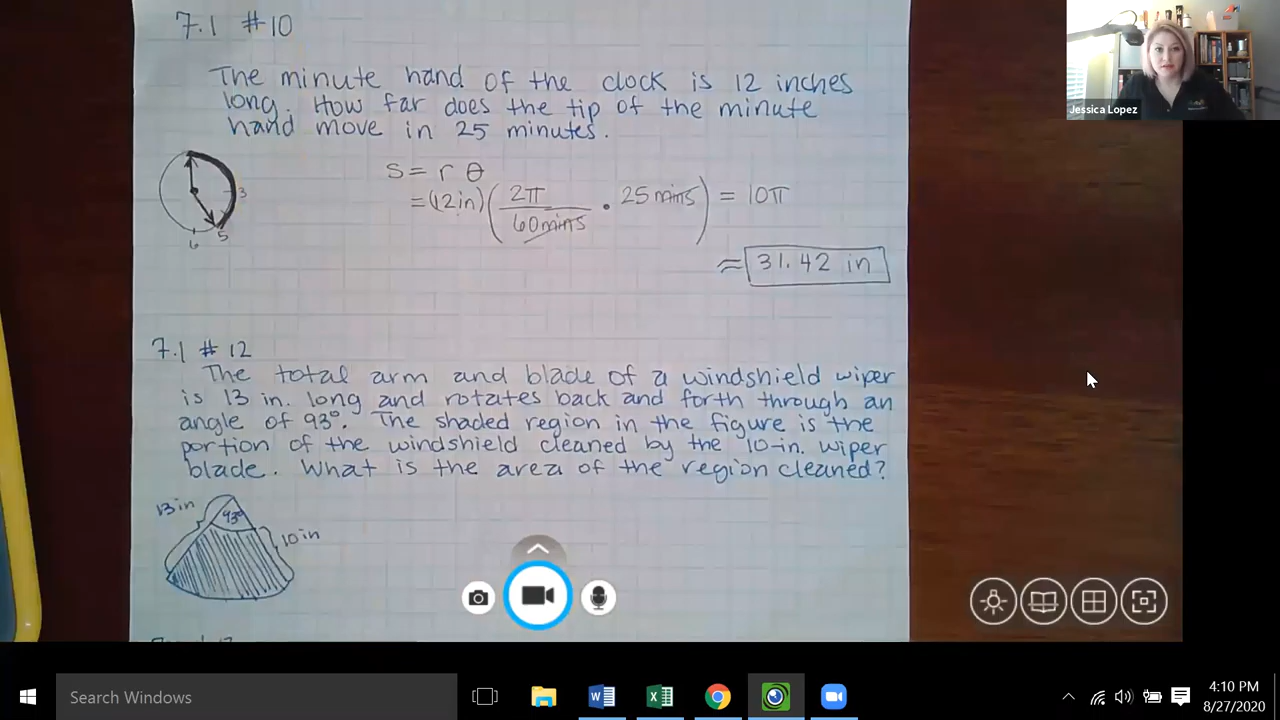 7.1 #10
The minute hand of the clock is 12 inches
long How far does the tip of the minute
hand move in 25 minutes.
S = r θ
= (12in) (2π / 60mins • 25 mins) = 10π
≈ 31.42 in
3
6 5
7.1 # 12
The total arm and blade of a windshield wiper
is 13 in. long and rotates back and forth through an
angle of 93°. The shaded region in the figure is the
portion of the windshield cleaned by the 10-in. wiper
blade. What is the area of the region cleaned?
13 in
93°
10 in
Jessica Lopez
Search Windows
4:10 PM
8/27/2020